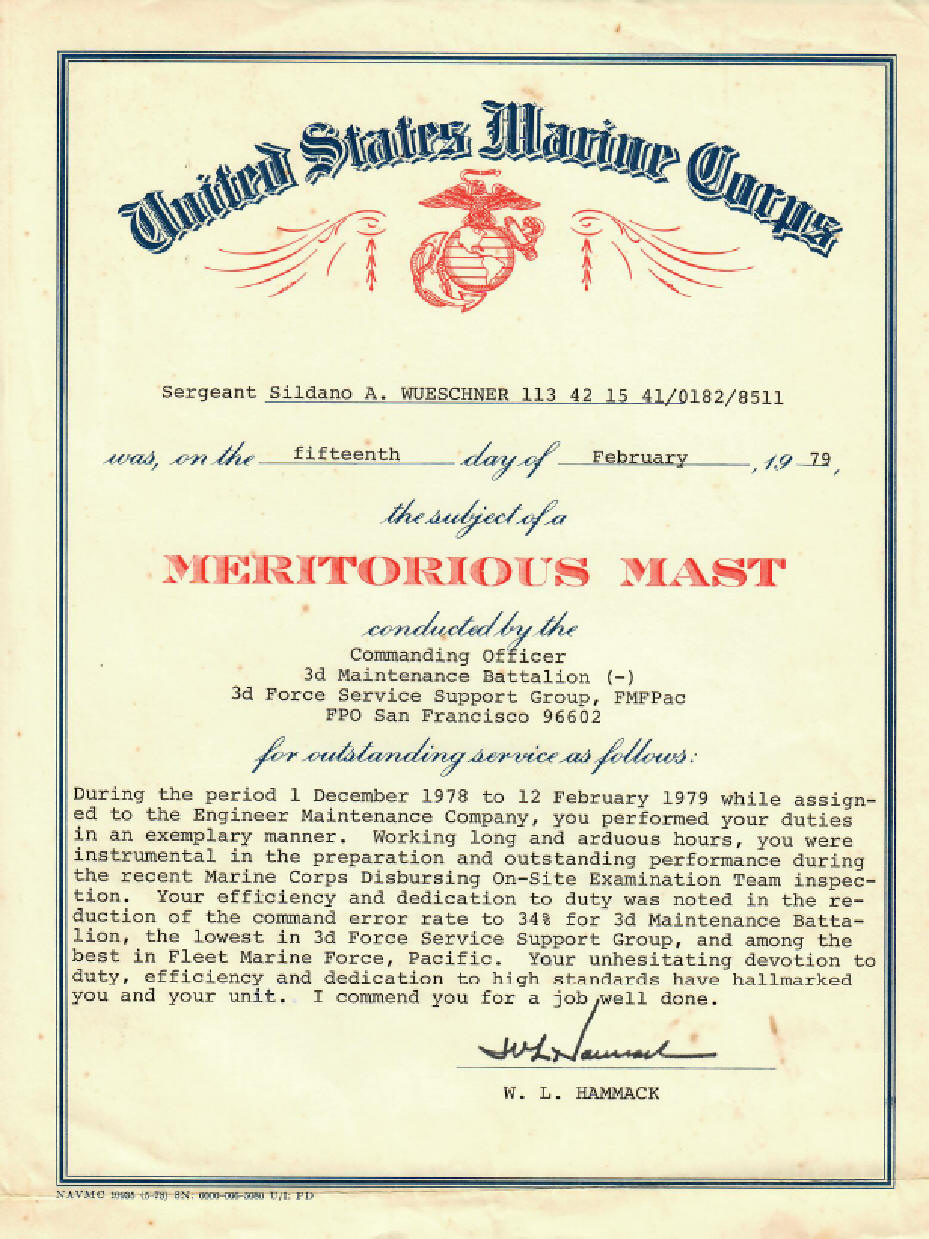 United States Marine Corps
Sergeant Sildano A. WUESCHNER 113 42 15 41/0182/8511
was, on the fifteenth day of February, 19 79,
the subject of a
MERITORIOUS MAST
conducted by the
Commanding Officer
3d Maintenance Battalion (-)
3d Force Service Support Group, FMFPac
FPO San Francisco 96602
for outstanding service as follows:
During the period 1 December 1978 to 12 February 1979 while assign-
ed to the Engineer Maintenance Company, you performed your duties
in an exemplary manner. Working long and arduous hours, you were
instrumental in the preparation and outstanding performance during
the recent Marine Corps Disbursing On-Site Examination Team inspec-
tion. Your efficiency and dedication to duty was noted in the re-
duction of the command error rate to 34% for 3d Maintenance Batta-
lion, the lowest in 3d Force Service Support Group, and among the
best in Fleet Marine Force, Pacific. Your unhesitating devotion to
duty, efficiency and dedication to high standards have hallmarked
you and your unit. I commend you for a job well done.
W L Hammack
W. L. HAMMACK
NAVMC (5-78) SN: U/I: PD